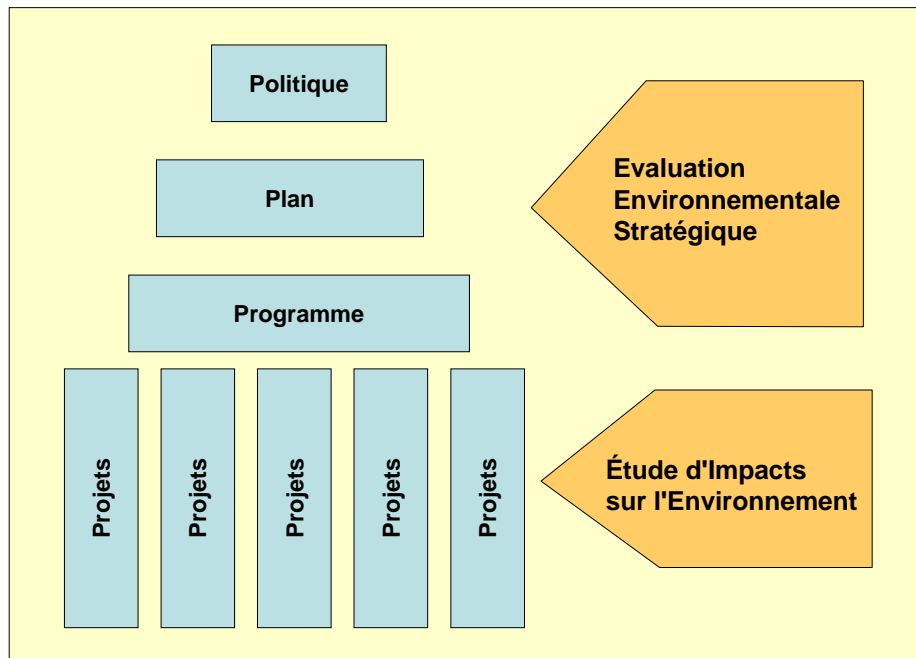 Politique
Plan
Programme
Projets
Projets
Projets
Projets
Projets
Evaluation
Environnementale
Stratégique
Étude d'Impacts
sur l'Environnement